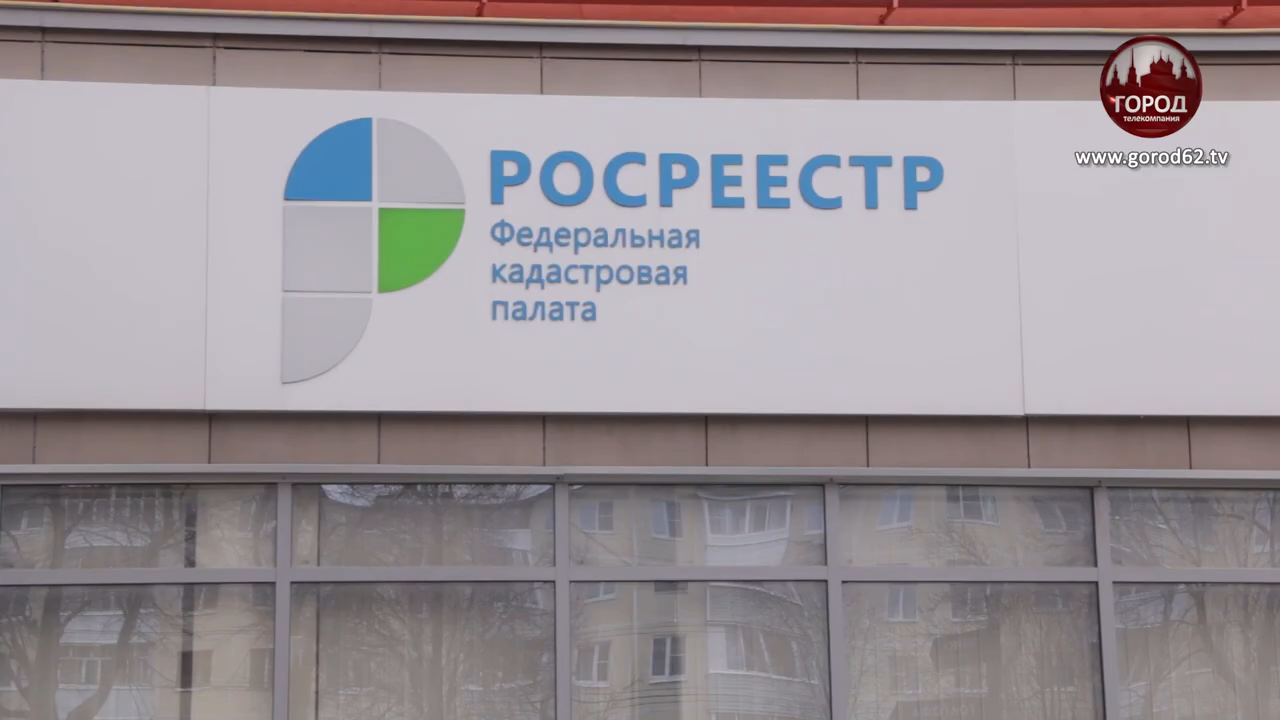 РОСРЕЕСТР
Федеральная
кадастровая
палата
ГОРОД
телекомпания
www.gorod62.tv